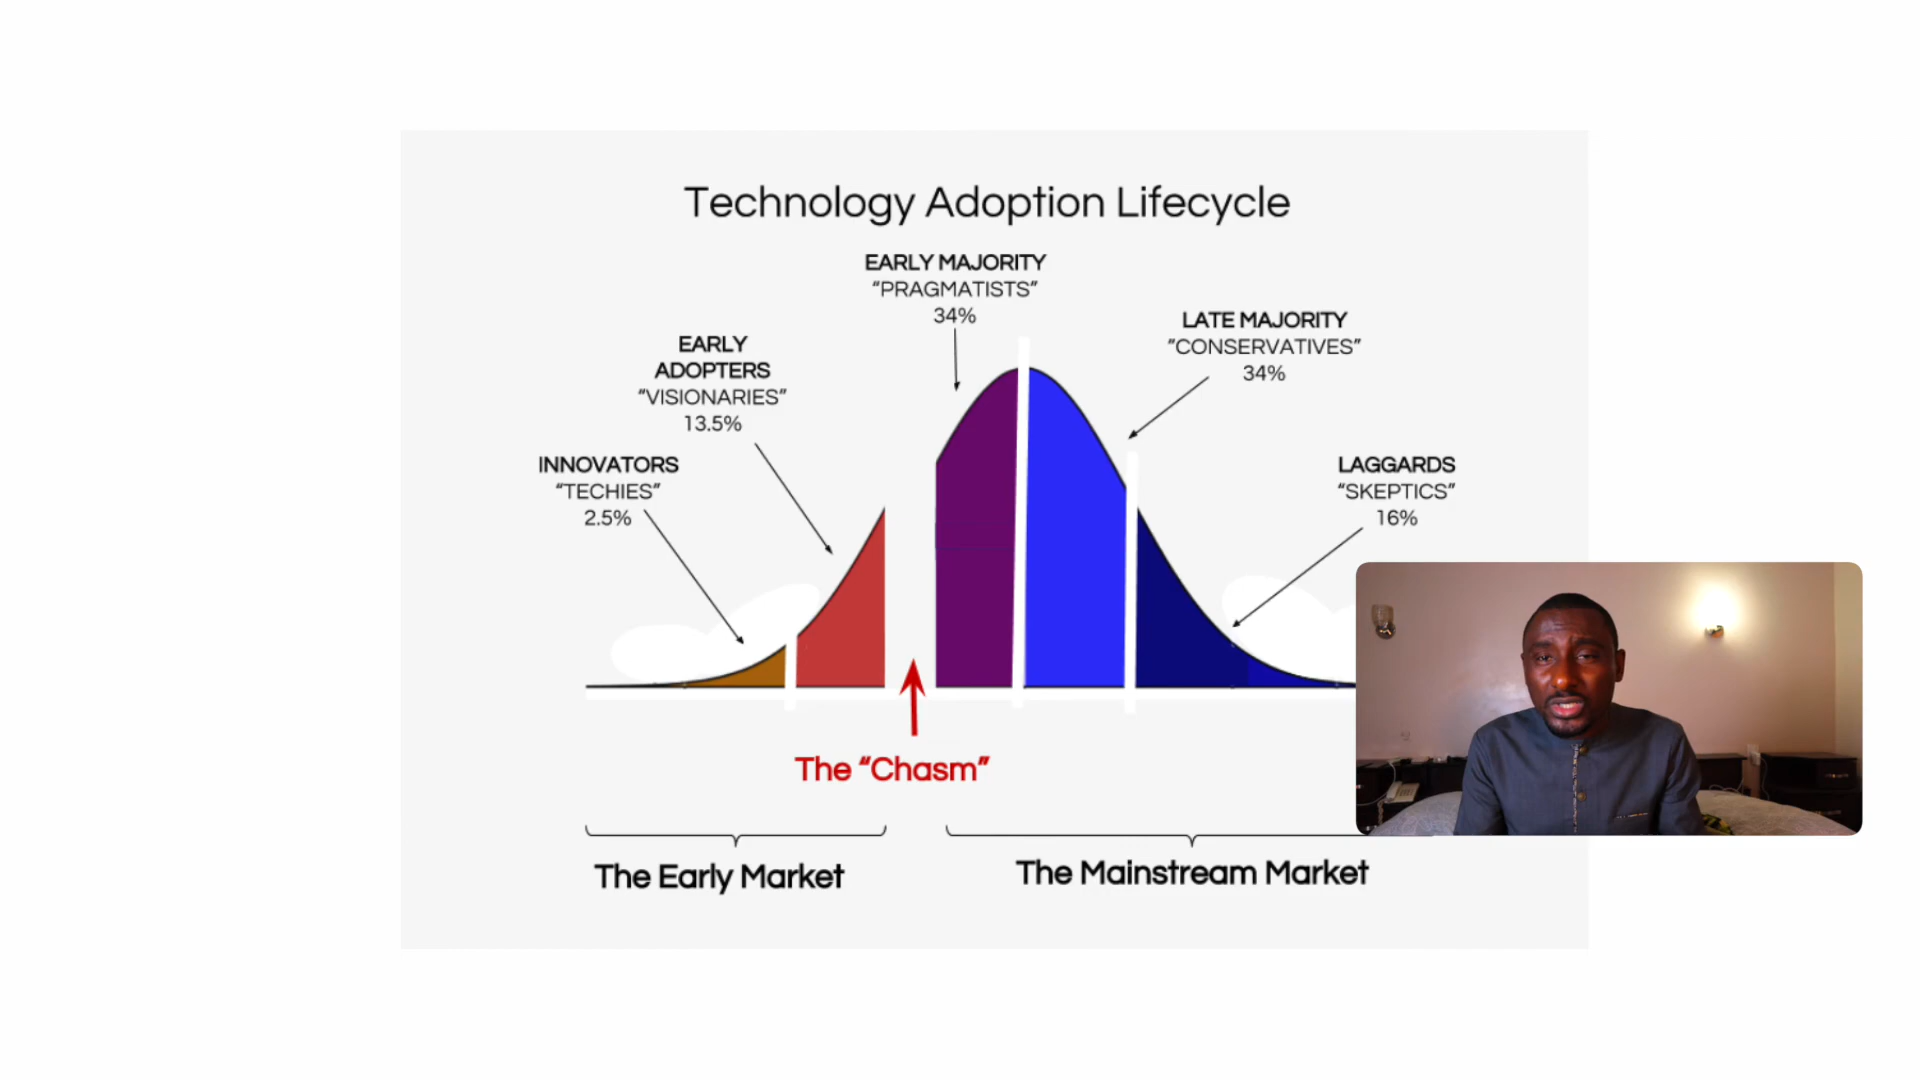 Technology Adoption Lifecycle
EARLY MAJORITY
“PRAGMATISTS”
34%
LATE MAJORITY
“CONSERVATIVES”
34%
EARLY
ADOPTERS
“VISIONARIES”
13.5%
INNOVATORS
“TECHIES”
2.5%
LAGGARDS
“SKEPTICS”
16%
The “Chasm”
The Early Market
The Mainstream Market